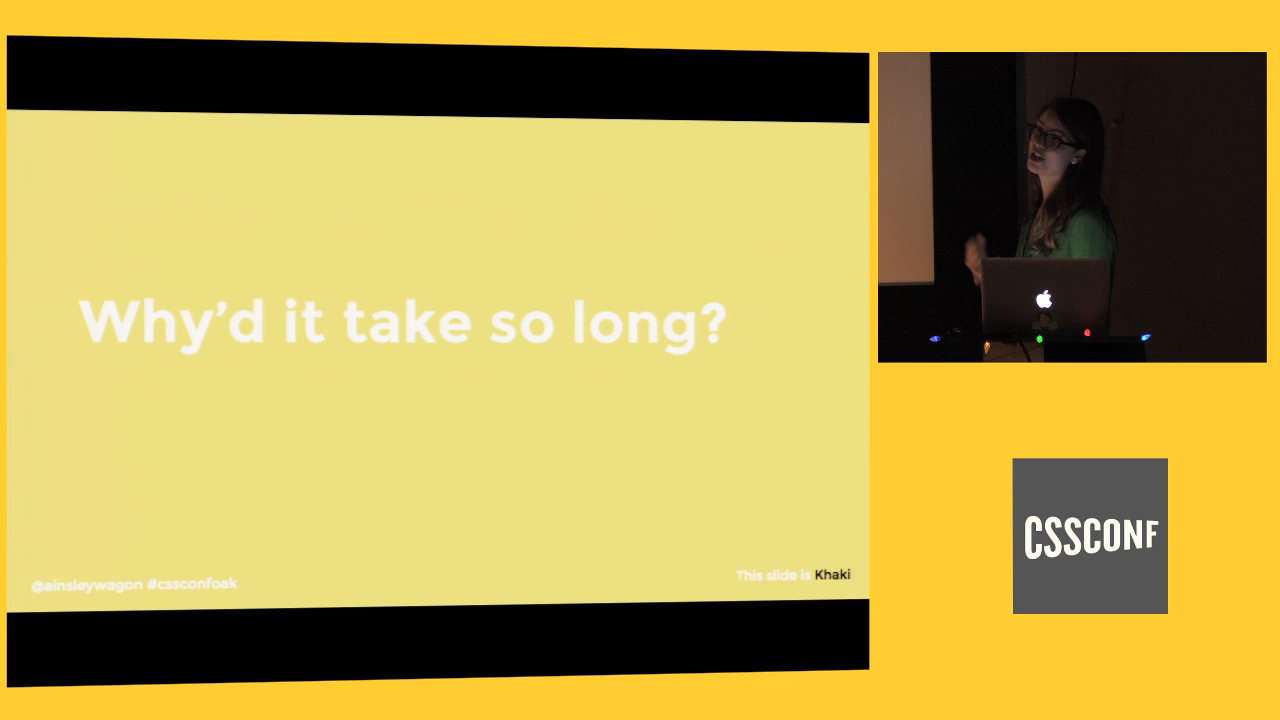 Why'd it take so long?
@ainsleywagon #cssconfoak
This slide is Khaki
CSSCONF